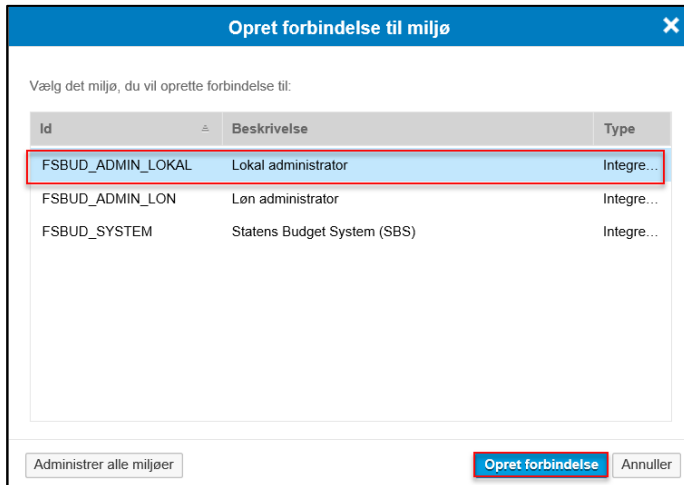 Opret forbindelse til miljø
Vælg det miljø, du vil oprette forbindelse til:
Id Beskrivelse Type
FSBUD_ADMIN_LOKAL Lokal administrator Integre...
FSBUD_ADMIN_LON Løn administrator Integre...
FSBUD_SYSTEM Statens Budget System (SBS) Integre...
Administrer alle miljøer Opret forbindelse Annuller